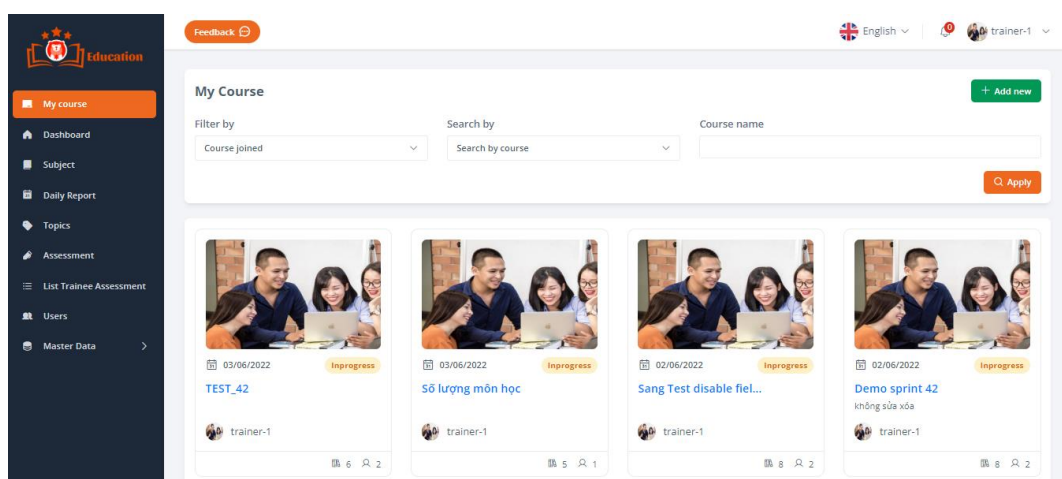 Education
My course
Dashboard
Subject
Daily Report
Topics
Assessment
List Trainee Assessment
Users
Master Data
Feedback
English
0
trainer-1
My Course
+ Add new
Filter by
Search by
Course name
Course joined
Search by course
Apply
03/06/2022 Inprogress
TEST_42
trainer-1
6 2
03/06/2022 Inprogress
Số lượng môn học
trainer-1
5 1
02/06/2022 Inprogress
Sang Test disable fiel...
trainer-1
8 2
02/06/2022 Inprogress
Demo sprint 42
không sửa xóa
trainer-1
8 2